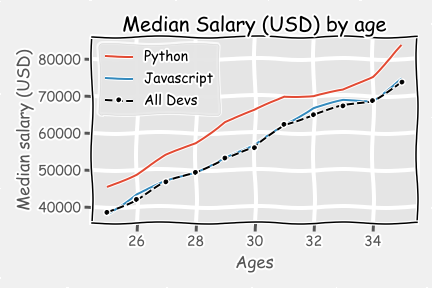 Median Salary (USD) by age
Python
Javascript
All Devs
Median salary (USD)
80000
70000
60000
50000
40000
26 28 30 32 34
Ages